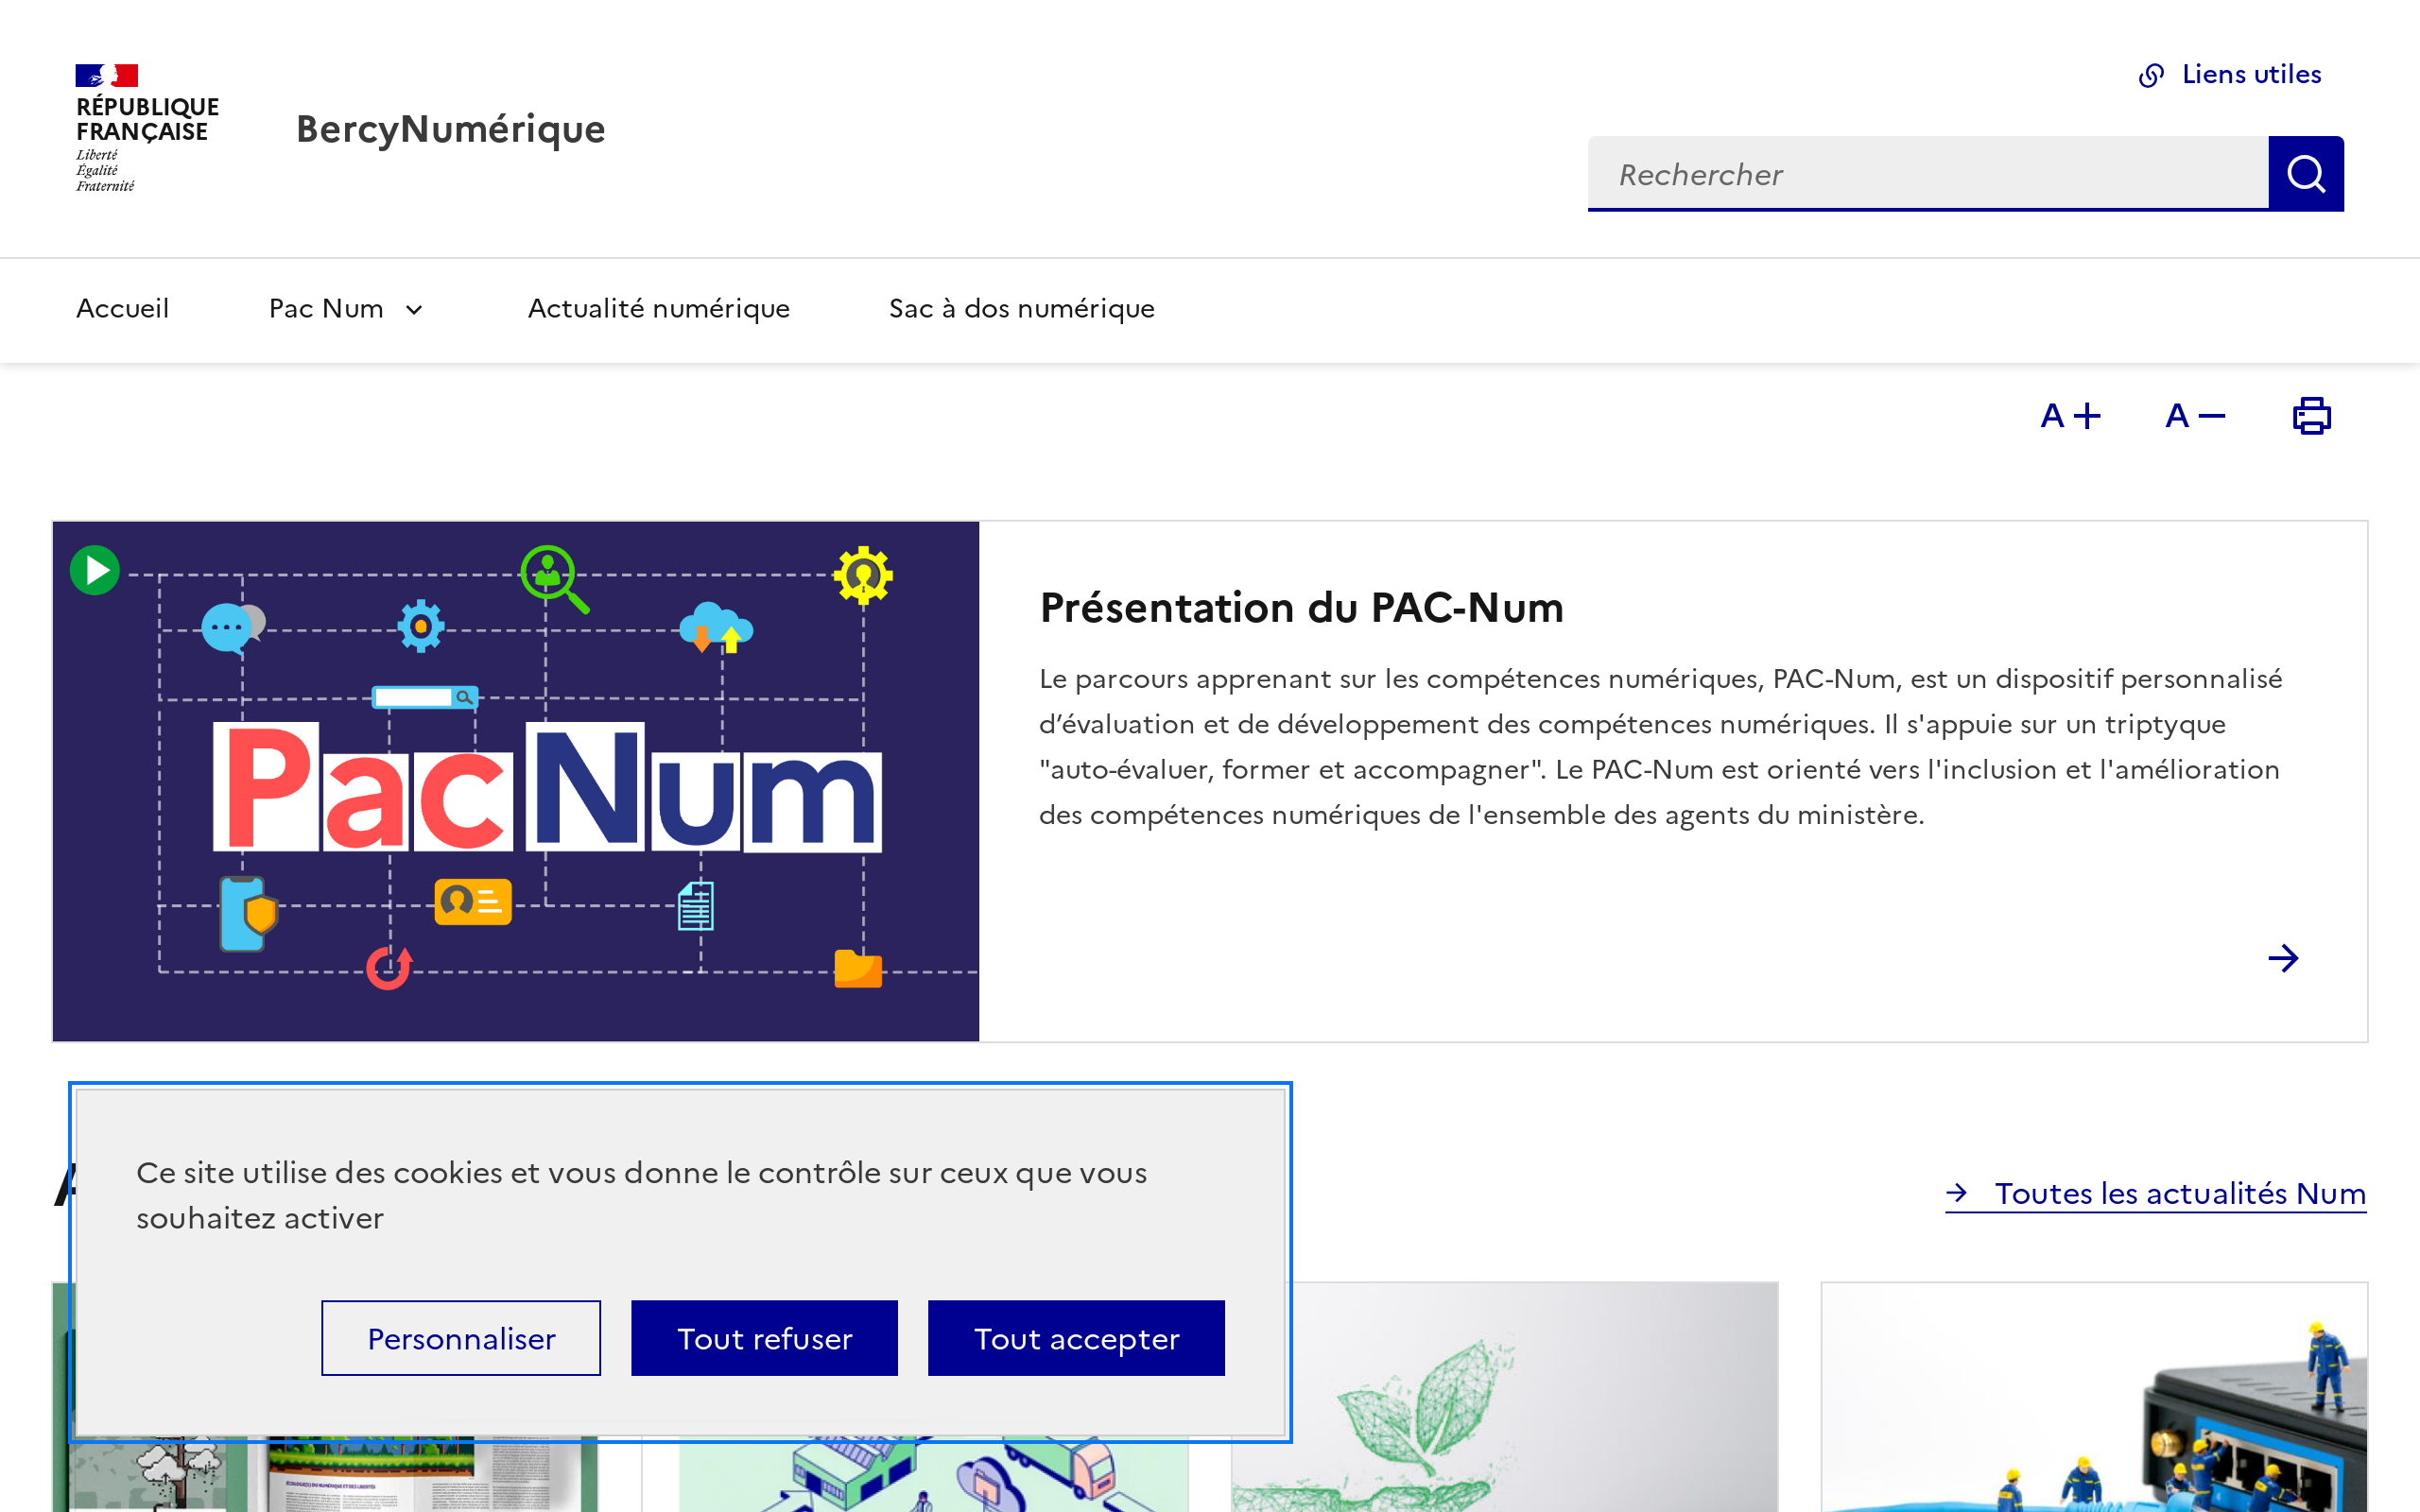 RÉPUBLIQUE
FRANÇAISE
Liberté
Égalité
Fraternité
BercyNumérique
Liens utiles
Rechercher
Accueil
Pac Num
Actualité numérique
Sac à dos numérique
A +
A −
Pac Num
Présentation du PAC-Num
Le parcours apprenant sur les compétences numériques, PAC-Num, est un dispositif personnalisé
d’évaluation et de développement des compétences numériques. Il s'appuie sur un triptyque
"auto-évaluer, former et accompagner". Le PAC-Num est orienté vers l'inclusion et l'amélioration
des compétences numériques de l'ensemble des agents du ministère.
Toutes les actualités Num
Ce site utilise des cookies et vous donne le contrôle sur ceux que vous
souhaitez activer
Personnaliser
Tout refuser
Tout accepter